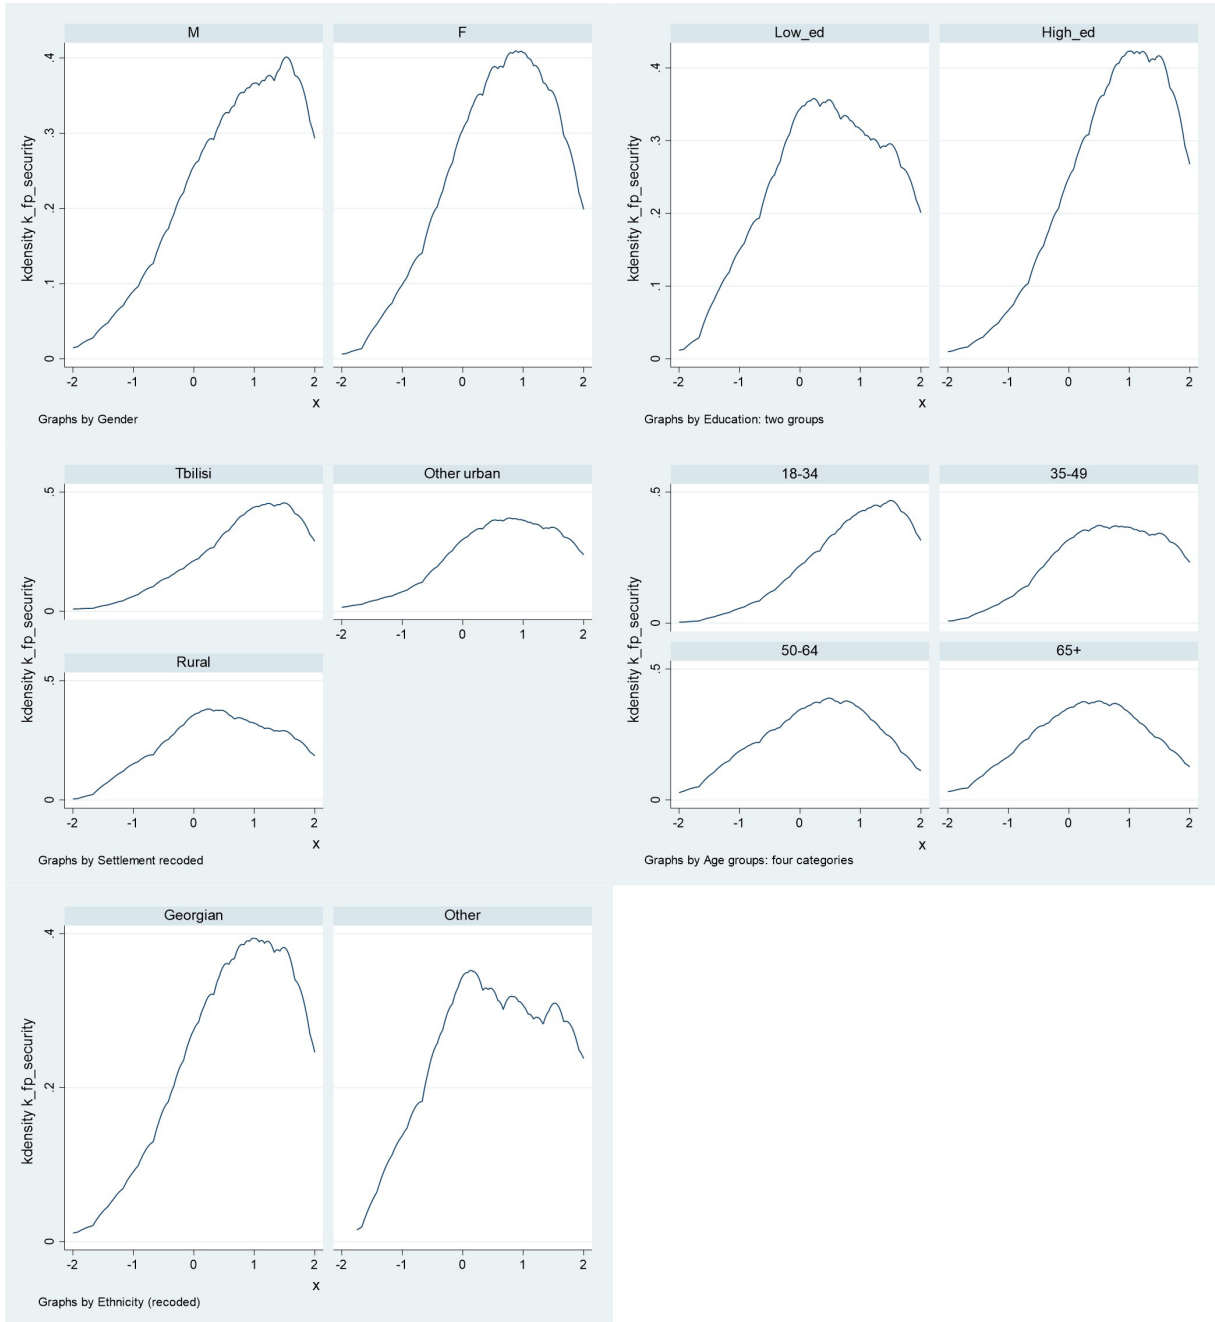 M F
kdensity k_fp_security
0 .1 .2 .3 .4
-2 -1 0 1 2 -2 -1 0 1 2
x
Graphs by Gender
Low_ed High_ed
kdensity k_fp_security
0 .1 .2 .3 .4
-2 -1 0 1 2 -2 -1 0 1 2
x
Graphs by Education: two groups
Tbilisi Other urban
kdensity k_fp_security
0 .5
-2 -1 0 1 2
Rural
0 .5
-2 -1 0 1 2
x
Graphs by Settlement recoded
18-34 35-49
kdensity k_fp_security
0 .5
50-64 65+
0 .5
-2 -1 0 1 2 -2 -1 0 1 2
x
Graphs by Age groups: four categories
Georgian Other
kdensity k_fp_security
0 .2 .4
-2 -1 0 1 2 -2 -1 0 1 2
x
Graphs by Ethnicity (recoded)